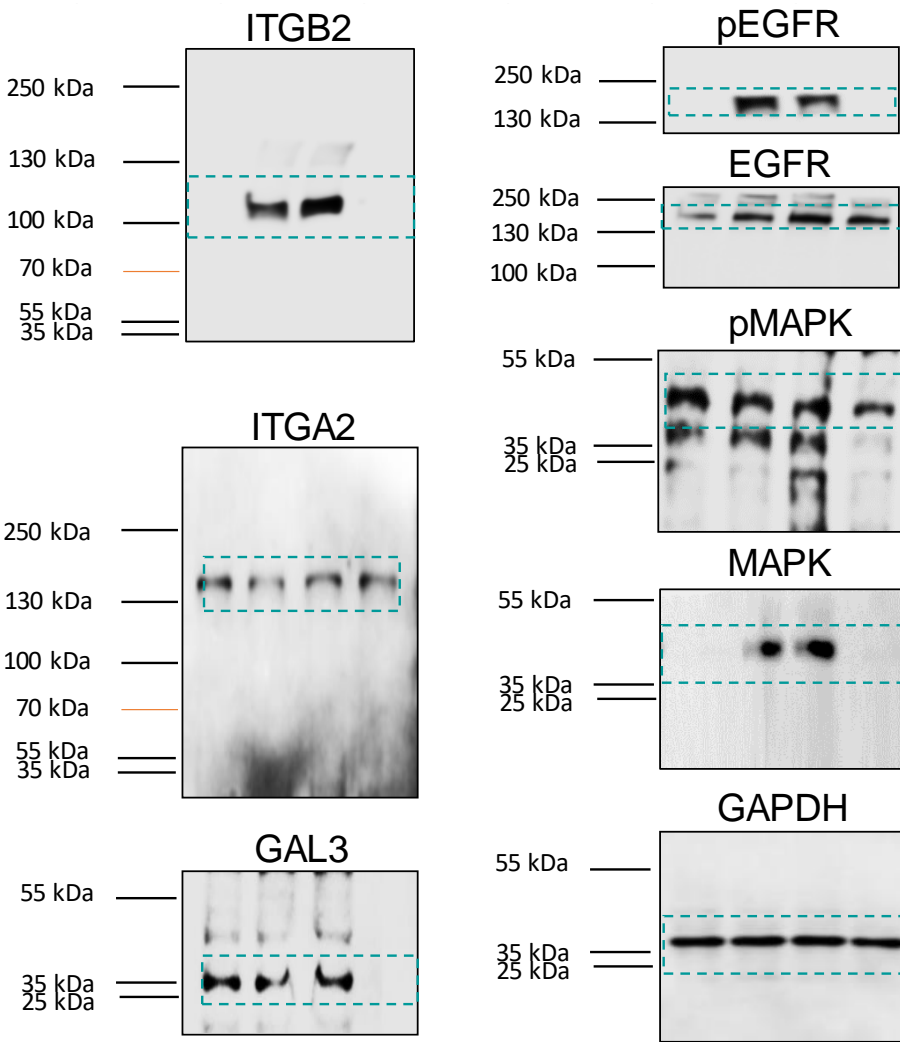 ITGB2
250 kDa
130 kDa
100 kDa
70 kDa
55 kDa
35 kDa
ITGA2
250 kDa
130 kDa
100 kDa
70 kDa
55 kDa
35 kDa
GAL3
55 kDa
35 kDa
25 kDa
pEGFR
250 kDa
130 kDa
EGFR
250 kDa
130 kDa
100 kDa
pMAPK
55 kDa
35 kDa
25 kDa
MAPK
55 kDa
35 kDa
25 kDa
GAPDH
55 kDa
35 kDa
25 kDa